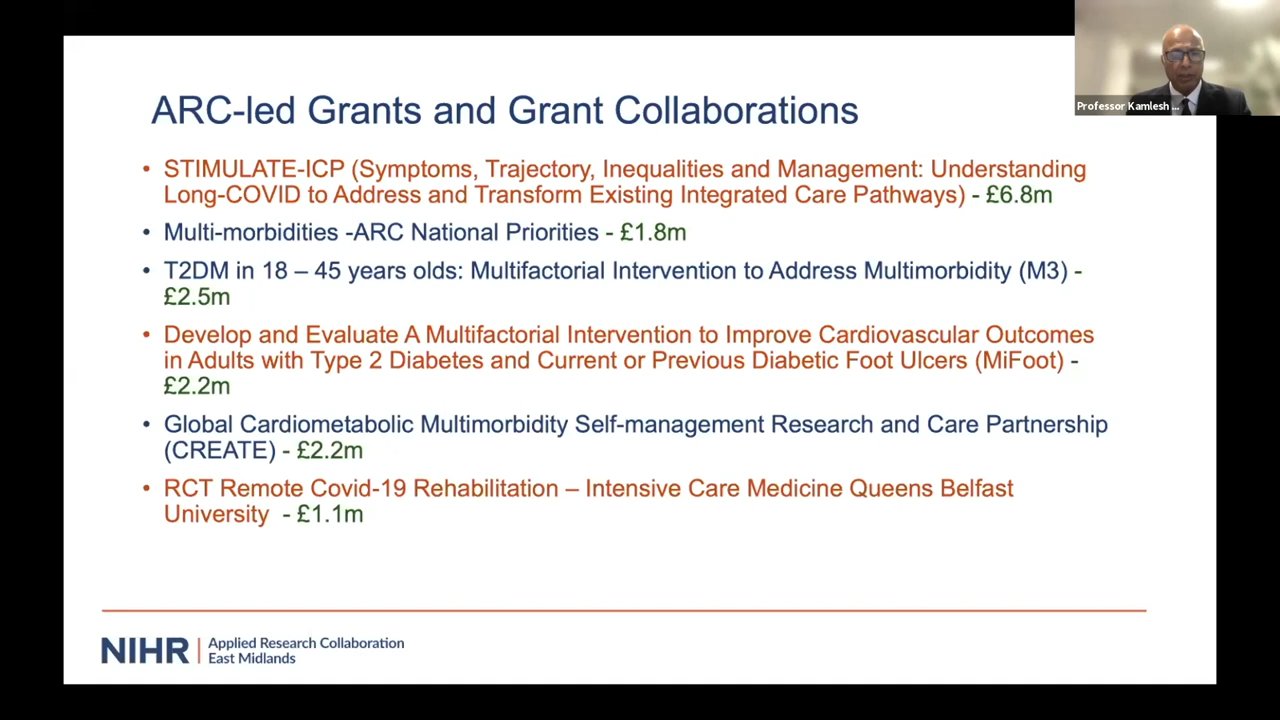 Professor Kamlesh ...
ARC-led Grants and Grant Collaborations
• STIMULATE-ICP (Symptoms, Trajectory, Inequalities and Management: Understanding
Long-COVID to Address and Transform Existing Integrated Care Pathways) - £6.8m
• Multi-morbidities -ARC National Priorities - £1.8m
• T2DM in 18 – 45 years olds: Multifactorial Intervention to Address Multimorbidity (M3) -
£2.5m
• Develop and Evaluate A Multifactorial Intervention to Improve Cardiovascular Outcomes
in Adults with Type 2 Diabetes and Current or Previous Diabetic Foot Ulcers (MiFoot) -
£2.2m
• Global Cardiometabolic Multimorbidity Self-management Research and Care Partnership
(CREATE) - £2.2m
• RCT Remote Covid-19 Rehabilitation – Intensive Care Medicine Queens Belfast
University - £1.1m
NIHR | Applied Research Collaboration
East Midlands